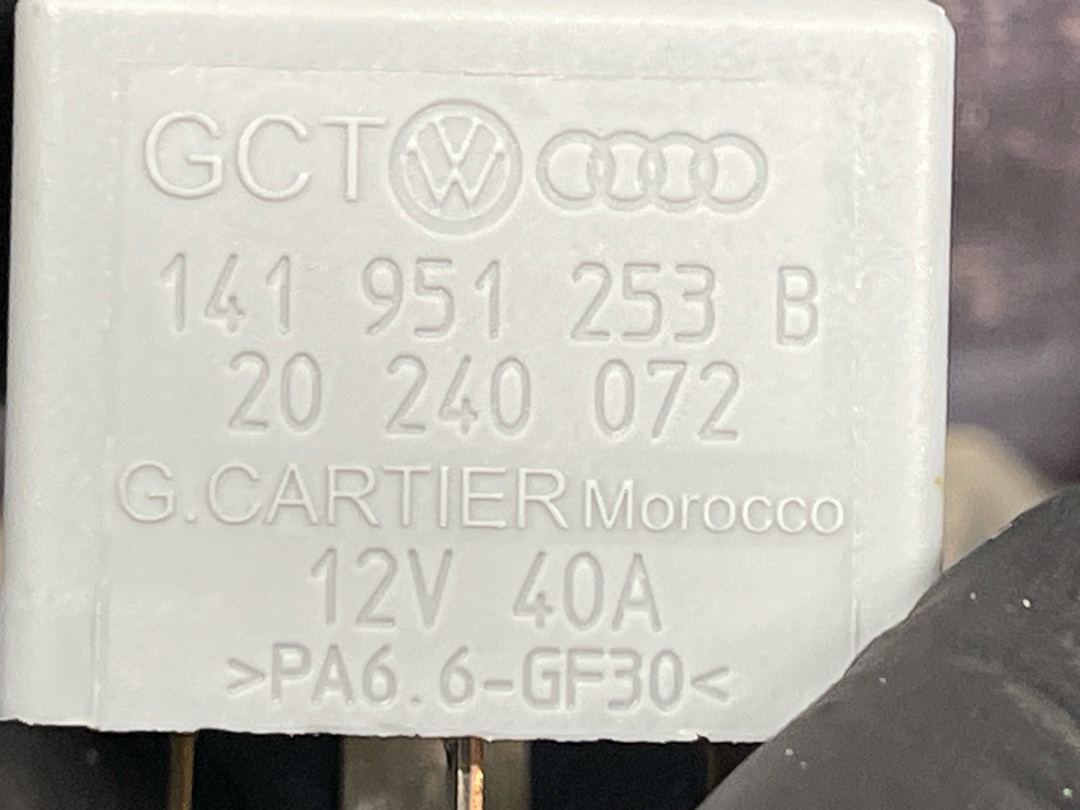 GCT
141 951 253 B
20 240 072
G.CARTIER Morocco
12V 40A
>PA6.6-GF30<